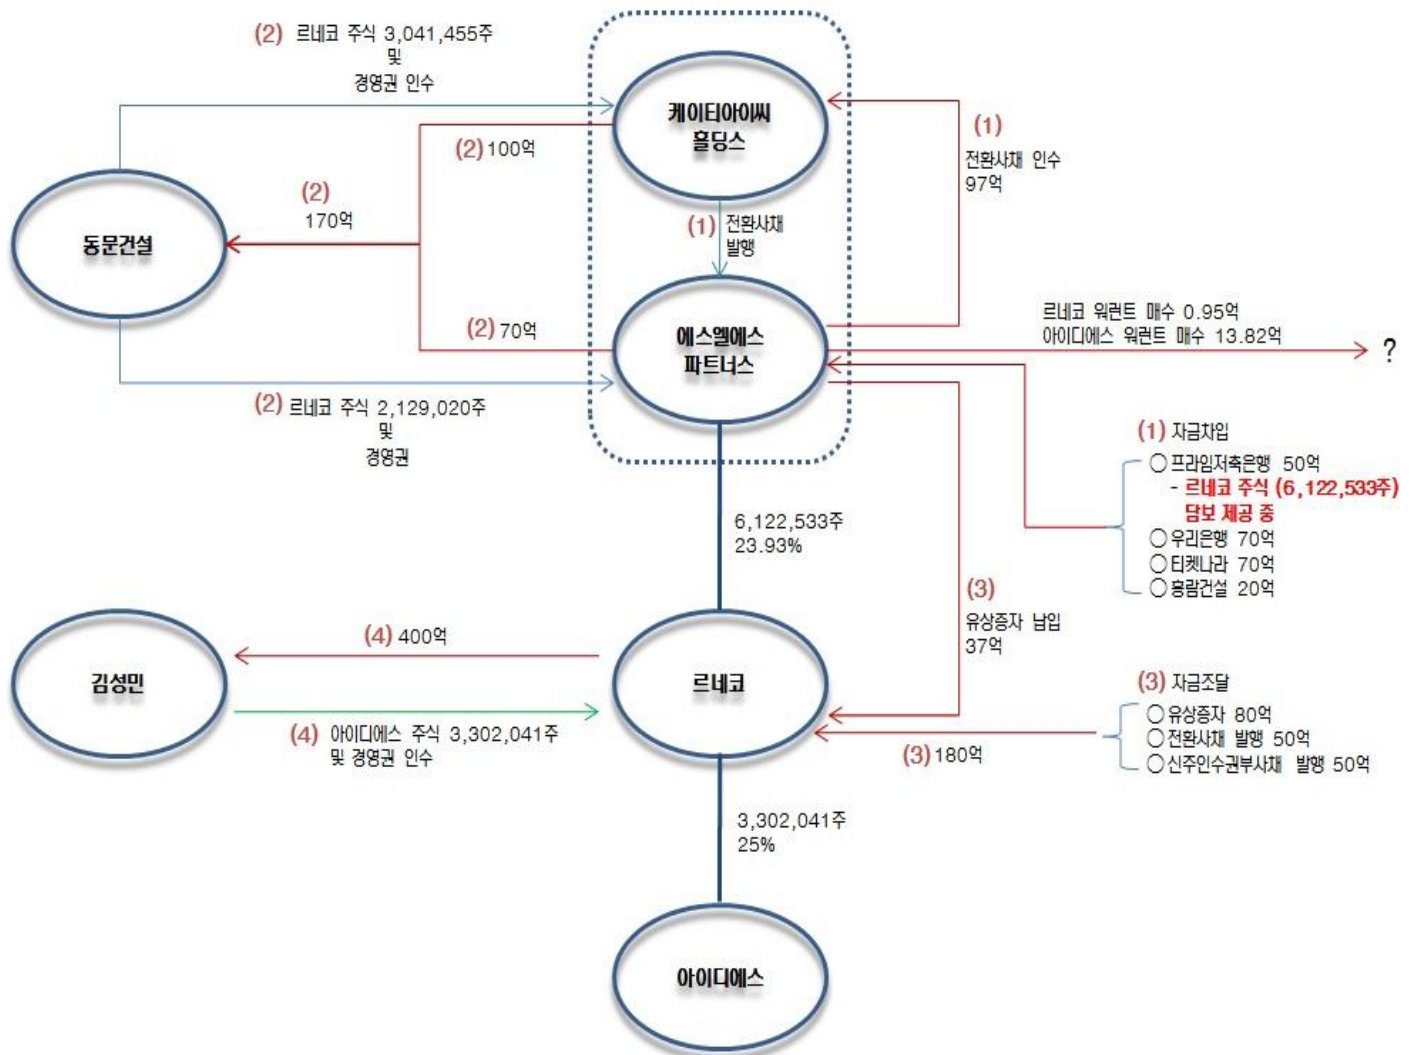 (2) 르네코 주식 3,041,455주
및
경영권 인수
케이티아이씨
홀딩스
(1)
전환사채 인수
97억
(2) 100억
(2)
170억
동문건설
(1) 전환사채
발행
(2) 70억
에스엘에스
파트너스
르네코 워런트 매수 0.95억
아이디에스 워런트 매수 13.82억
?
(2) 르네코 주식 2,129,020주
및
경영권
(1) 자금차입
○프라임저축은행 50억
- 르네코 주식 (6,122,533주)
담보 제공 중
○우리은행 70억
○티켓나라 70억
○흥람건설 20억
6,122,533주
23.93%
(3)
유상증자 납입
37억
(4) 400억
김성민
르네코
(4) 아이디에스 주식 3,302,041주
및 경영권 인수
(3) 자금조달
○유상증자 80억
○전환사채 발행 50억
○신주인수권부사채 발행 50억
(3) 180억
3,302,041주
25%
아이디에스